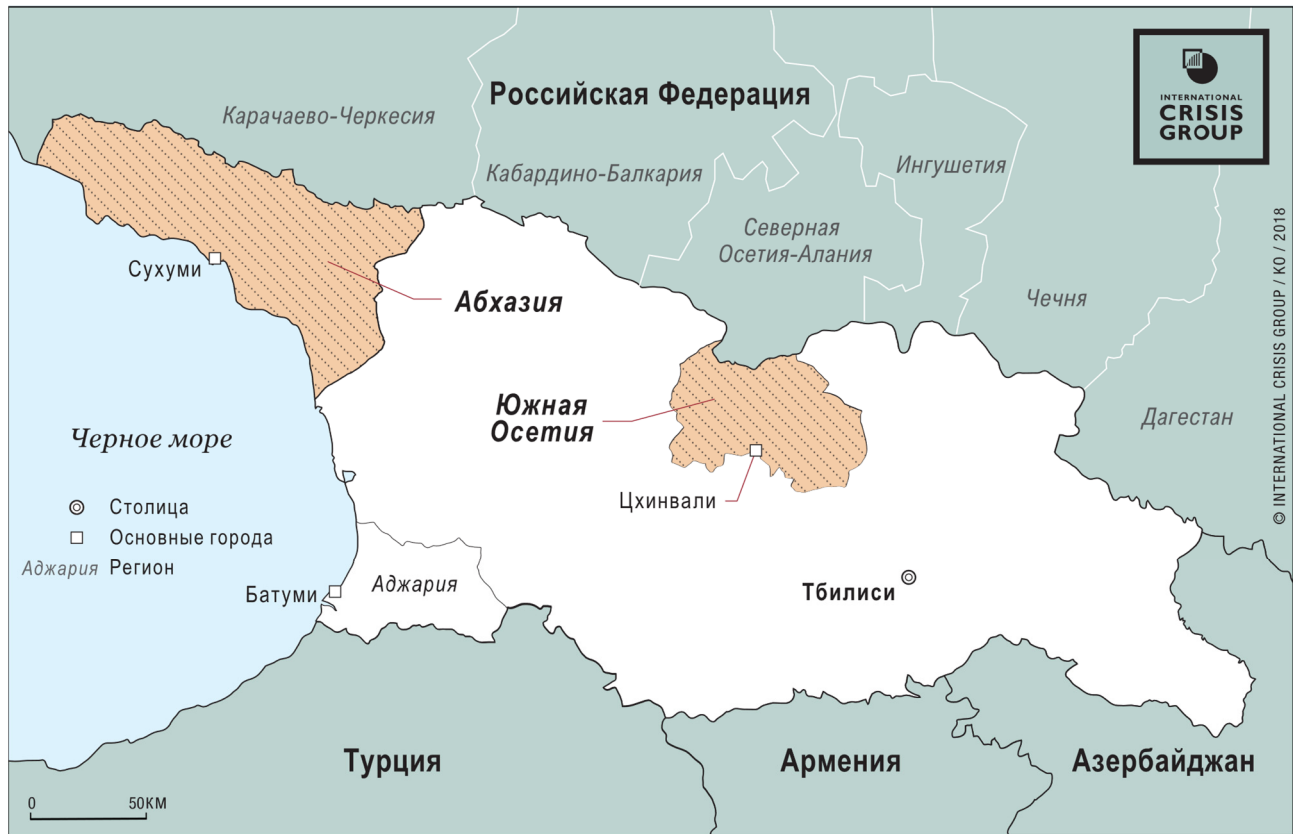 Российская Федерация
Карачаево-Черкесия
Кабардино-Балкария
Ингушетия
Северная
Осетия-Алания
Чечня
Дагестан
INTERNATIONAL
CRISIS
GROUP
Сухуми
Абхазия
Южная
Осетия
Цхинвали
Черное море
Столица
Основные города
Аджария Регион
Батуми
Аджария
Тбилиси
Турция
Армения
Азербайджан
0 50КМ
© INTERNATIONAL CRISIS GROUP / KO / 2018